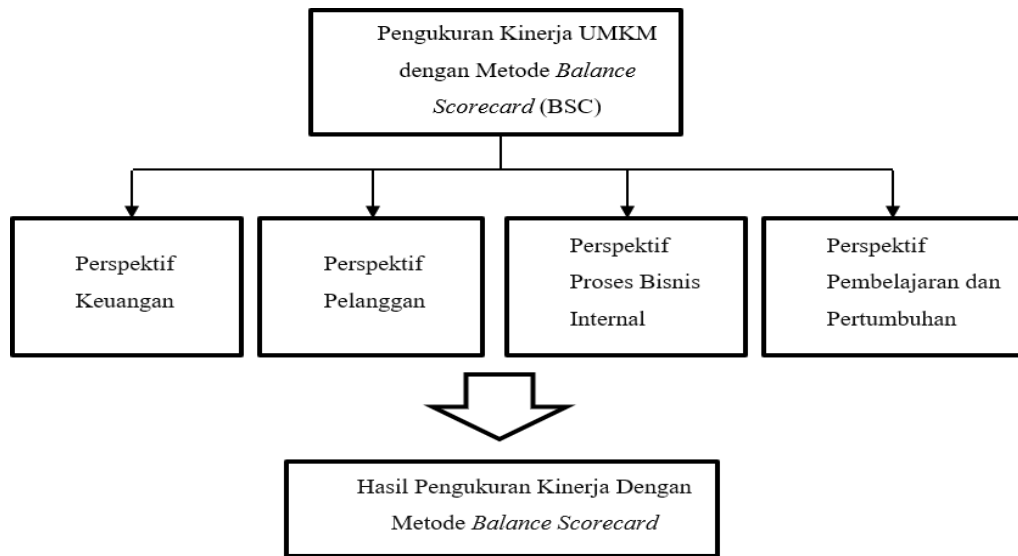 Pengukuran Kinerja UMKM
dengan Metode Balance
Scorecard (BSC)
Perspektif
Keuangan
Perspektif
Pelanggan
Perspektif
Proses Bisnis
Internal
Perspektif
Pembelajaran dan
Pertumbuhan
Hasil Pengukuran Kinerja Dengan
Metode Balance Scorecard